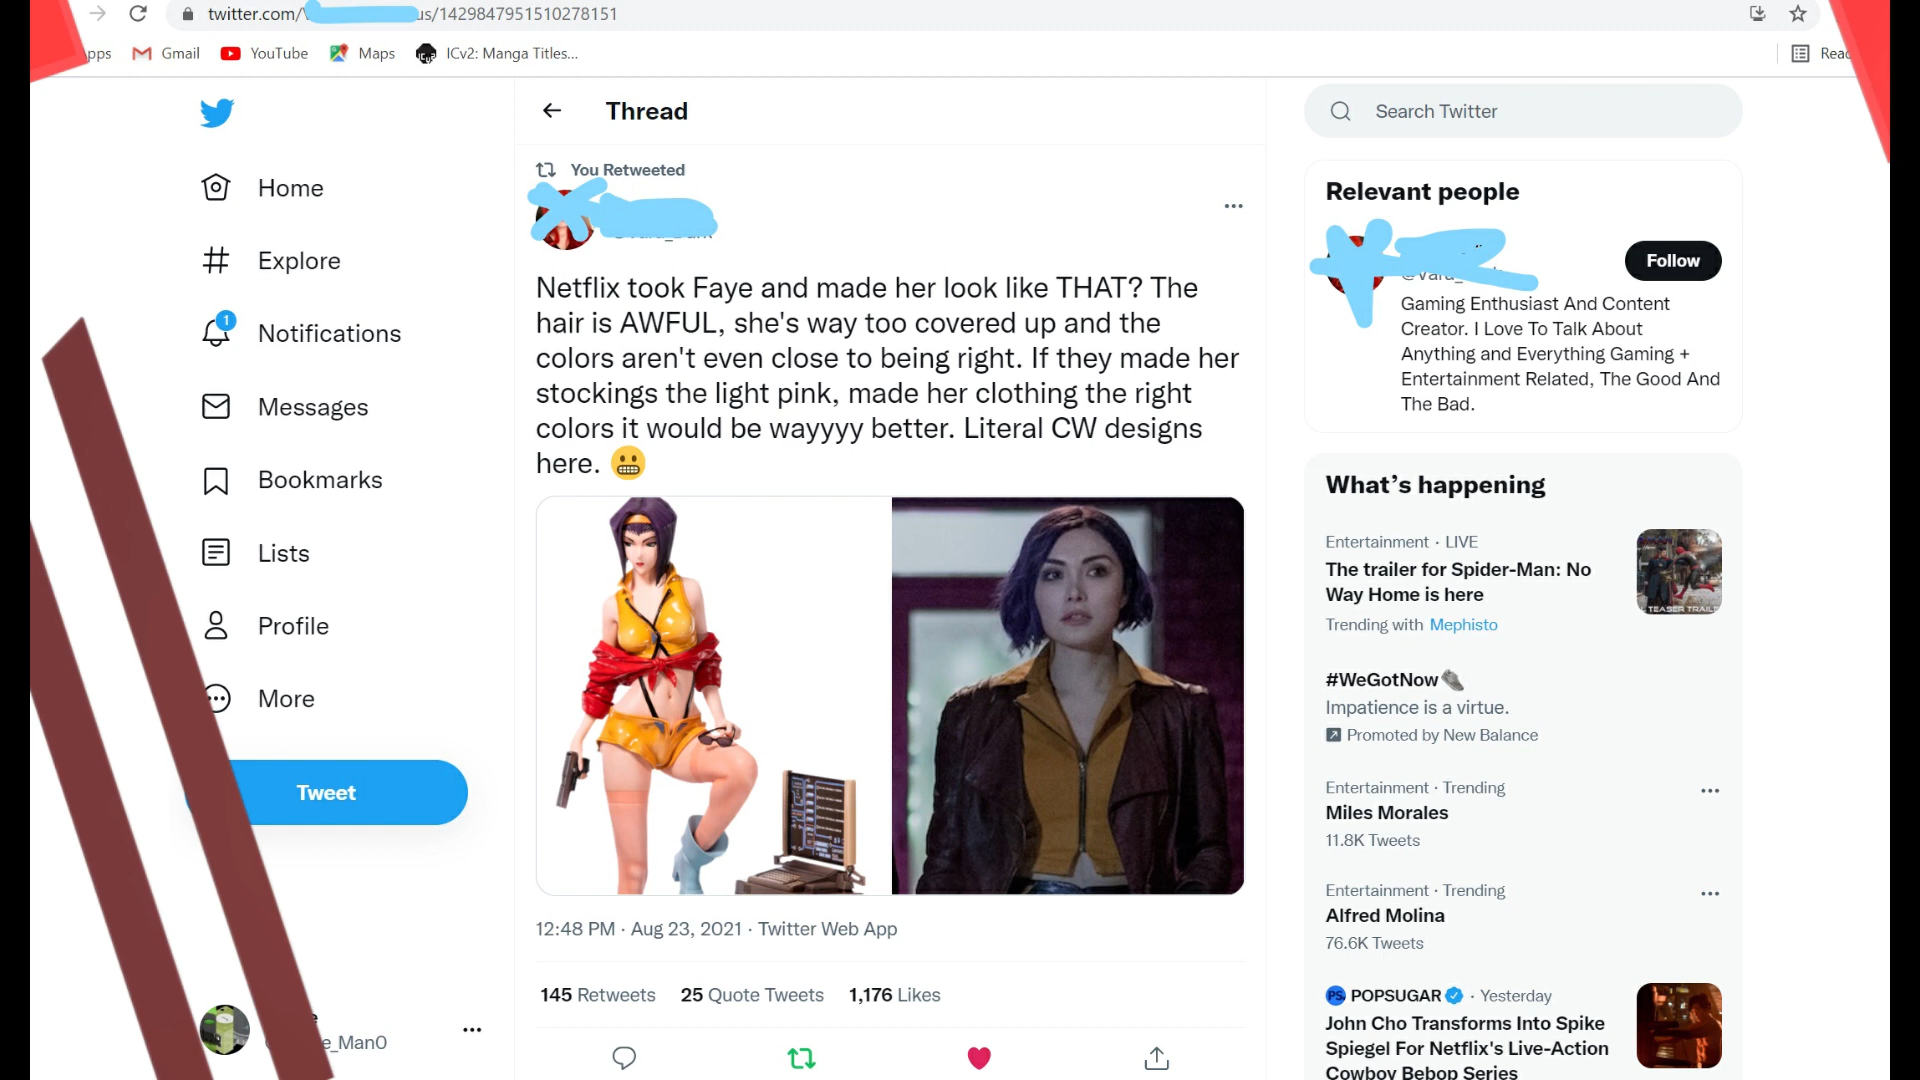 twitter.com/
us/1429847951510278151
pps
Gmail
YouTube
Maps
ICv2: Manga Titles...
Thread
Search Twitter
You Retweeted
Home
Explore
1
Notifications
Messages
Bookmarks
Lists
Profile
More
Tweet
e_Man0
Netflix took Faye and made her look like THAT? The
hair is AWFUL, she's way too covered up and the
colors aren't even close to being right. If they made her
stockings the light pink, made her clothing the right
colors it would be wayyyy better. Literal CW designs
here. 😬
12:48 PM · Aug 23, 2021 · Twitter Web App
145 Retweets 25 Quote Tweets 1,176 Likes
Relevant people
Follow
Gaming Enthusiast And Content
Creator. I Love To Talk About
Anything and Everything Gaming +
Entertainment Related, The Good And
The Bad.
What's happening
Entertainment · LIVE
The trailer for Spider-Man: No
Way Home is here
TEASER TRAIL
Trending with Mephisto
#WeGotNow
Impatience is a virtue.
Promoted by New Balance
Entertainment · Trending
Miles Morales
11.8K Tweets
Entertainment · Trending
Alfred Molina
76.6K Tweets
PS.
POPSUGAR · Yesterday
John Cho Transforms Into Spike
Spiegel For Netflix's Live-Action
Cowboy Bebop Series